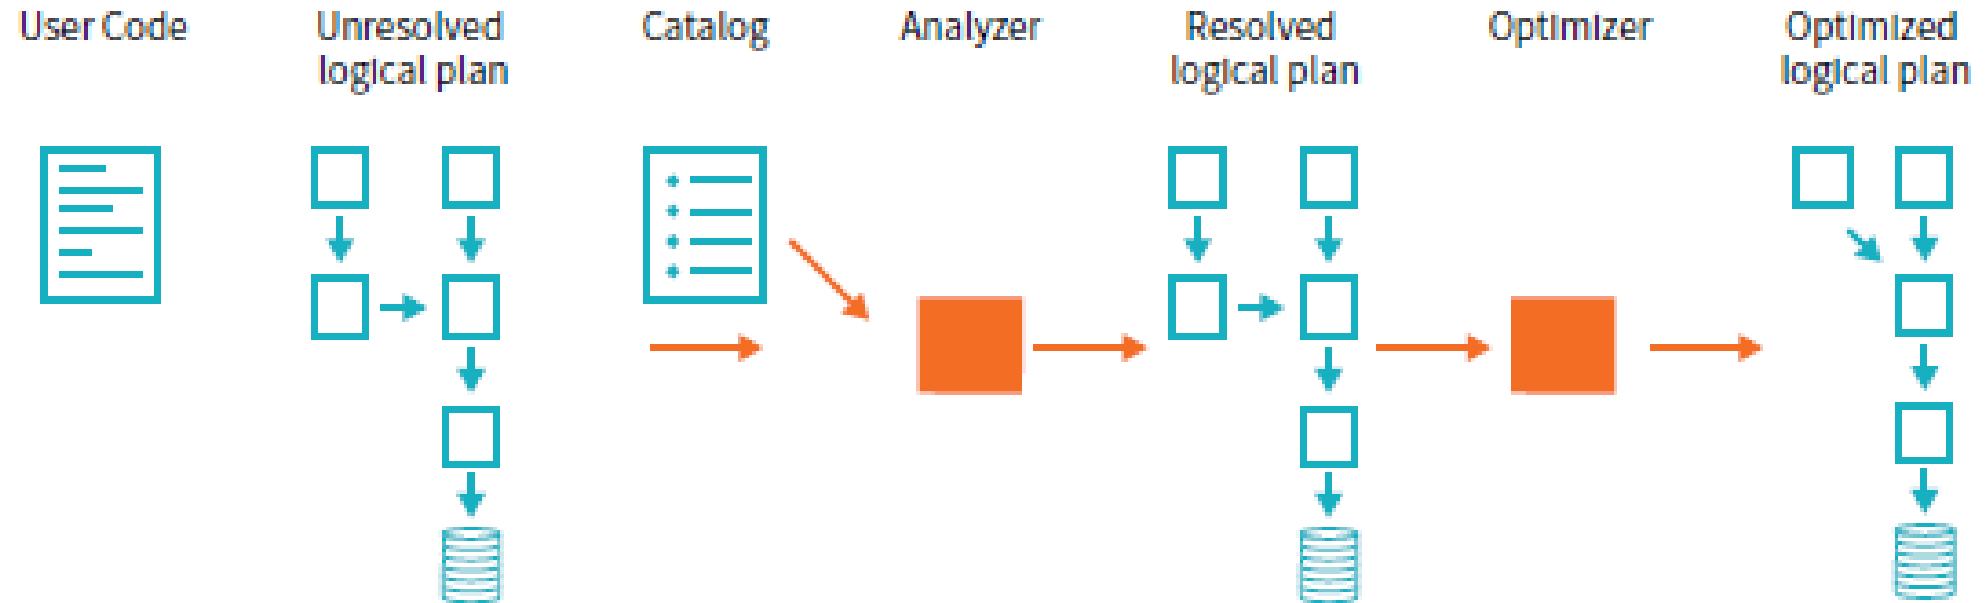 User Code
Unresolved
logical plan
Catalog
Analyzer
Resolved
logical plan
Optimizer
Optimized
logical plan